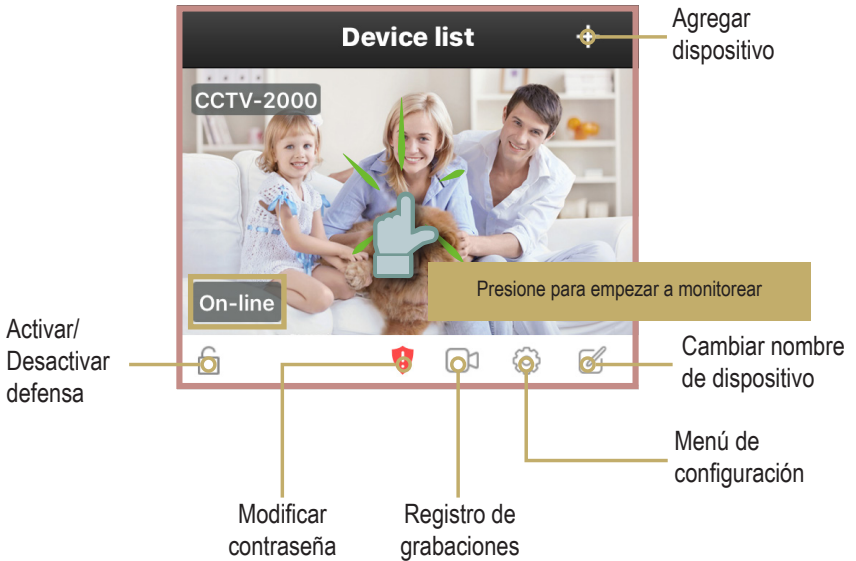 Device list
Agregar
dispositivo
CCTV-2000
Presione para empezar a monitorear
On-line
Activar/
Desactivar
defensa
Cambiar nombre
de dispositivo
Menú de
configuración
Modificar
contraseña
Registro de
grabaciones